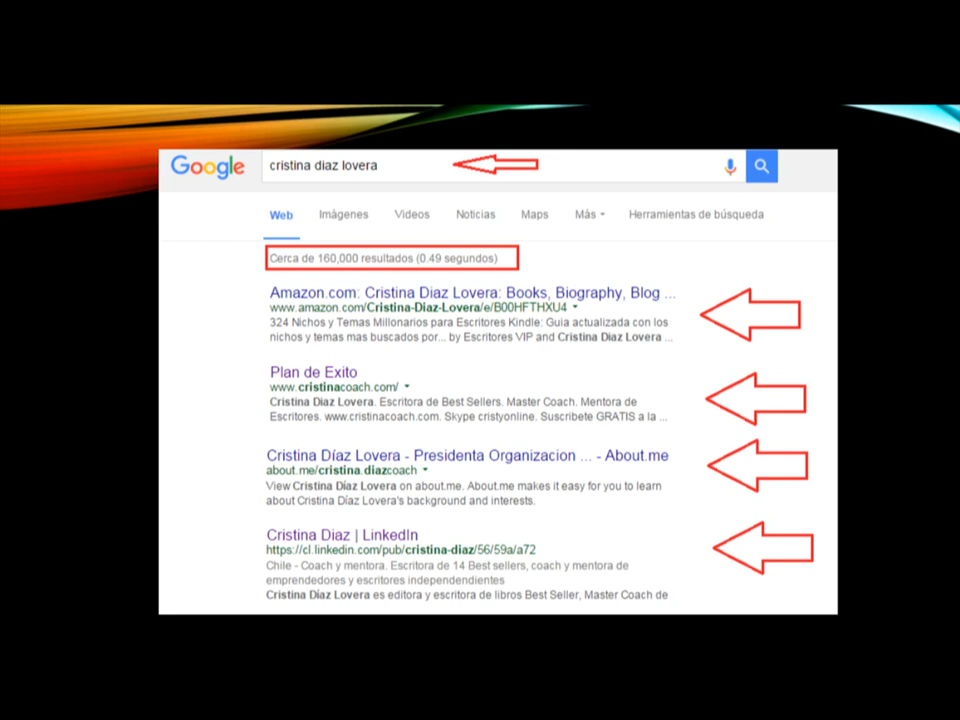 Google
cristina diaz lovera
Web Imágenes Videos Noticias Maps Más Herramientas de búsqueda
Cerca de 160,000 resultados (0.49 segundos)
Amazon.com: Cristina Diaz Lovera: Books, Biography, Blog ...
www.amazon.com/Cristina-Diaz-Lovera/e/B00HFTHXU4
324 Nichos y Temas Millonarios para Escritores Kindle: Guia actualizada con los
nichos y temas mas buscados por... by Escritores VIP and Cristina Diaz Lovera ...
Plan de Exito
www.cristinacoach.com/
Cristina Diaz Lovera. Escritora de Best Sellers. Master Coach. Mentora de
Escritores. www.cristinacoach.com. Skype cristyonline. Suscribete GRATIS a la ...
Cristina Díaz Lovera - Presidenta Organizacion ... - About.me
about.me/cristina.diazcoach
View Cristina Díaz Lovera on about.me. About.me makes it easy for you to learn
about Cristina Díaz Lovera's background and interests.
Cristina Diaz | LinkedIn
https://cl.linkedin.com/pub/cristina-diaz/56/59a/a72
Chile - Coach y mentora. Escritora de 14 Best sellers, coach y mentora de
emprendedores y escritores independendientes
Cristina Díaz Lovera es editora y escritora de libros Best Seller, Master Coach de